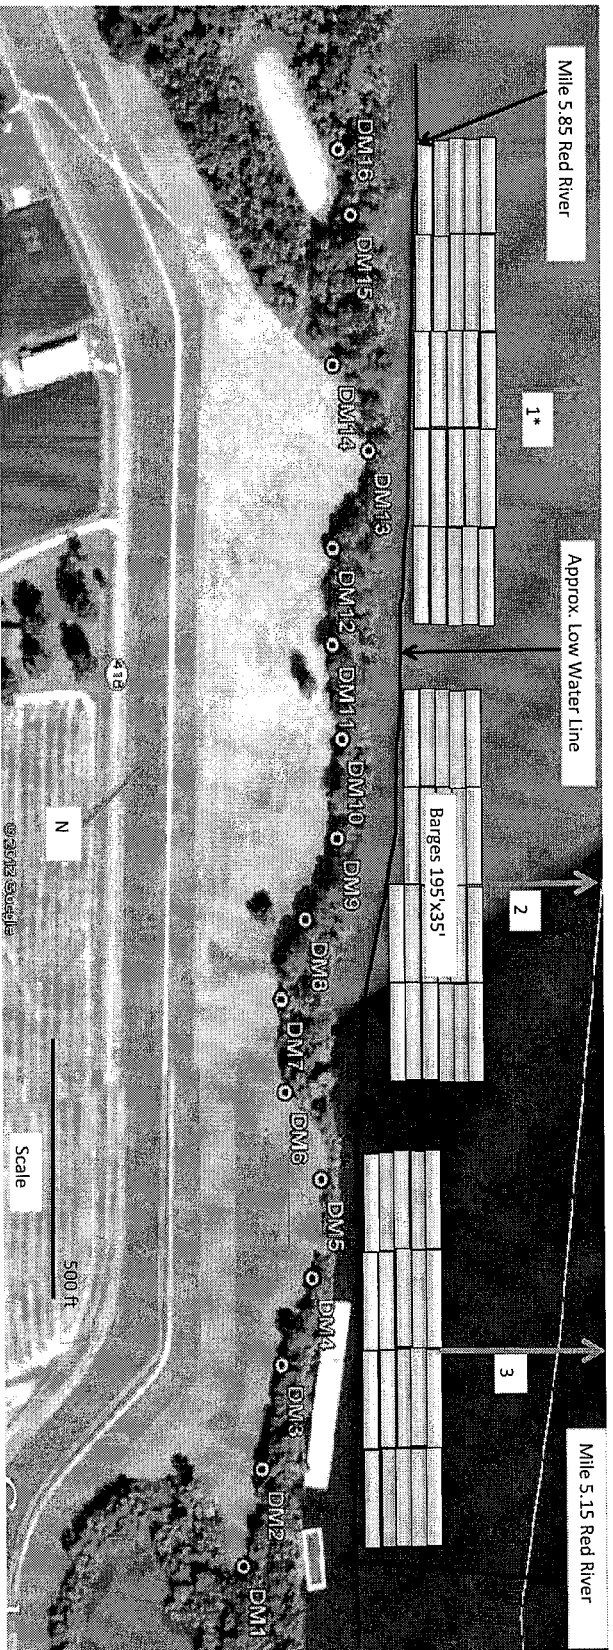 Mile 5.85 Red River
1*
Approx. Low Water Line
Barges 195'x35'
2
3
Mile 5.15 Red River
DM16
DM15
DM14
DM13
DM12
DM11
DM10
DM9
DM8
DM7
DM6
DM5
DM4
DM3
DM2
DM1
N
500 ft
Scale
©2012 Google